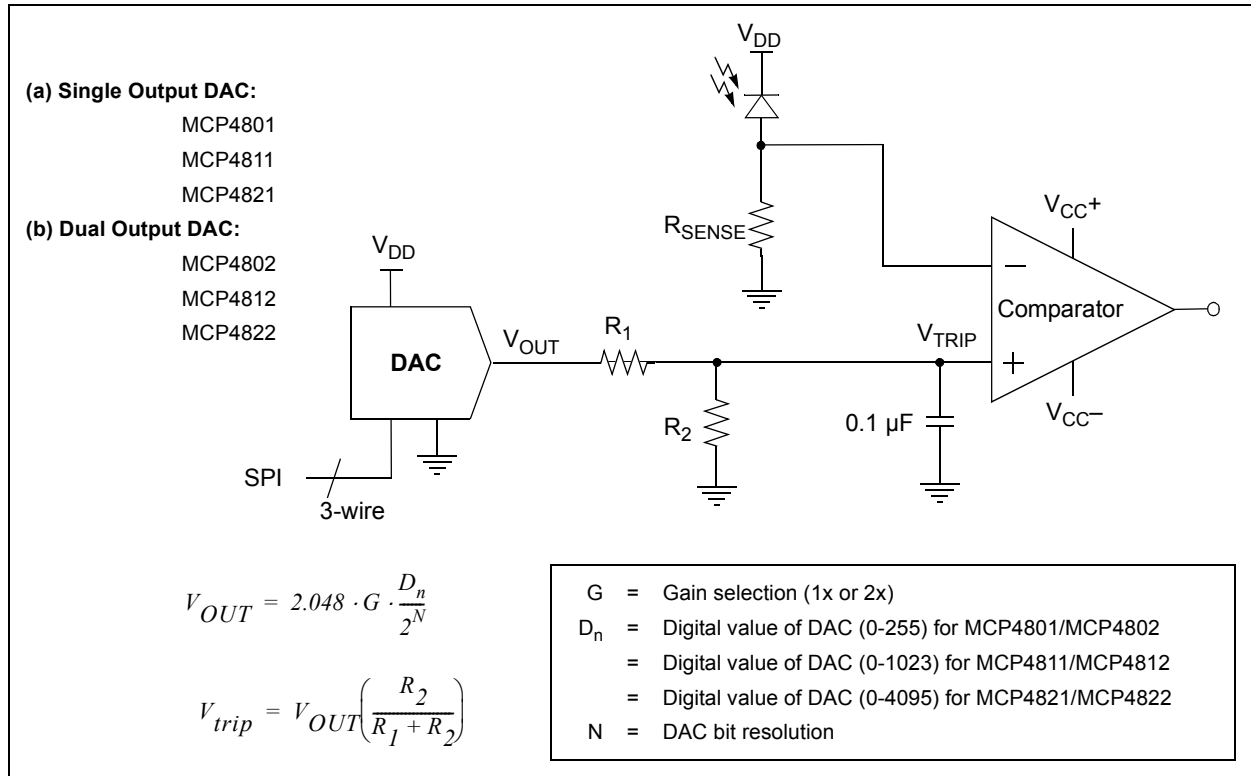 (a) Single Output DAC:
MCP4801
MCP4811
MCP4821
(b) Dual Output DAC:
MCP4802
MCP4812
MCP4822
V_DD
R_SENSE
V_CC+
−
Comparator
+
V_CC–
V_DD
DAC
V_OUT
R_1
V_TRIP
R_2
0.1 µF
SPI
3-wire
V_OUT = 2.048 · G · D_n / 2^N
V_trip = V_OUT (R_2 / (R_1 + R_2))
G = Gain selection (1x or 2x)
D_n = Digital value of DAC (0-255) for MCP4801/MCP4802
= Digital value of DAC (0-1023) for MCP4811/MCP4812
= Digital value of DAC (0-4095) for MCP4821/MCP4822
N = DAC bit resolution